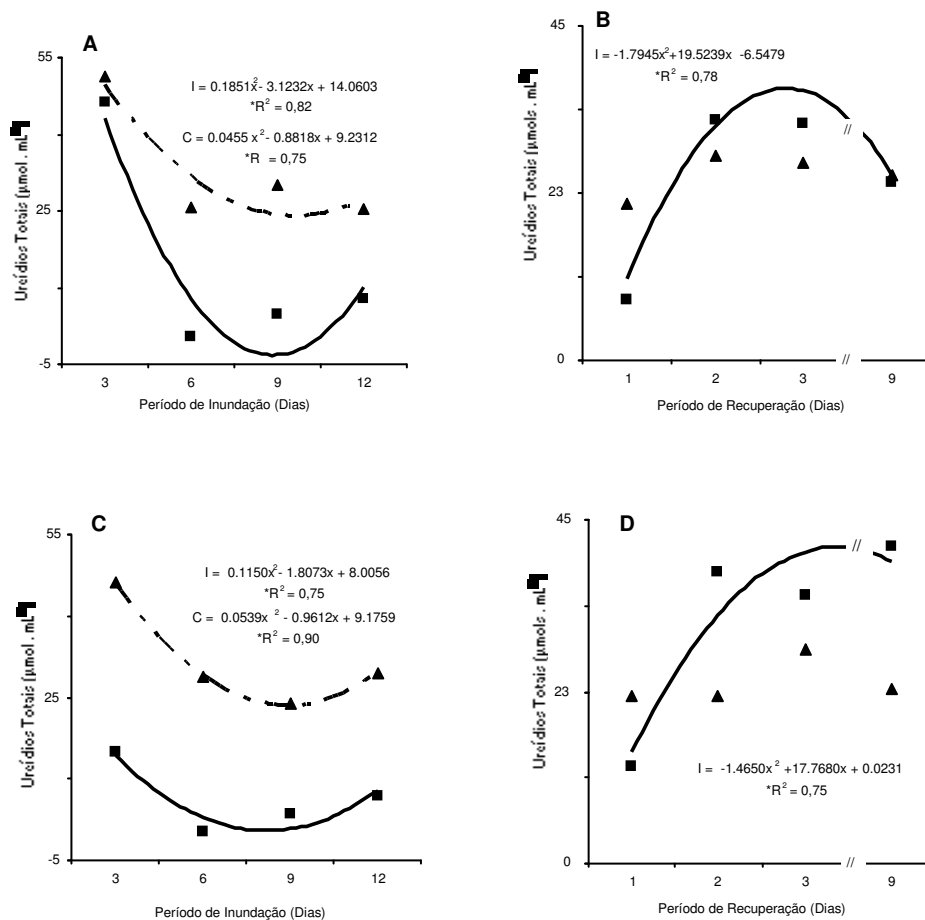 A
55
25
-5
Ureídios Totais [µmol . mL
I = 0.1851x²- 3.1232x + 14.0603
*R² = 0,82
C = 0.0455 x²- 0.8818x + 9.2312
*R = 0,75
3 6 9 12
Período de Inundação (Dias)
B
45
23
0
Ureídios Totais [µmols . mL
I = -1.7945x²+19.5239x -6.5479
*R² = 0,78
//
//
1 2 3 9
Período de Recuperação (Dias)
C
55
25
-5
Ureídios Totais [µmol . mL
I = 0.1150x²- 1.8073x + 8.0056
*R² = 0,75
C = 0.0539x ² - 0.9612x + 9.1759
*R² = 0,90
3 6 9 12
Período de Inundação (Dias)
D
45
23
0
Ureídios Totais [µmols . mL
//
I = -1.4650x² +17.7680x + 0.0231
*R² = 0,75
//
1 2 3 9
Período de Recuperação (Dias)